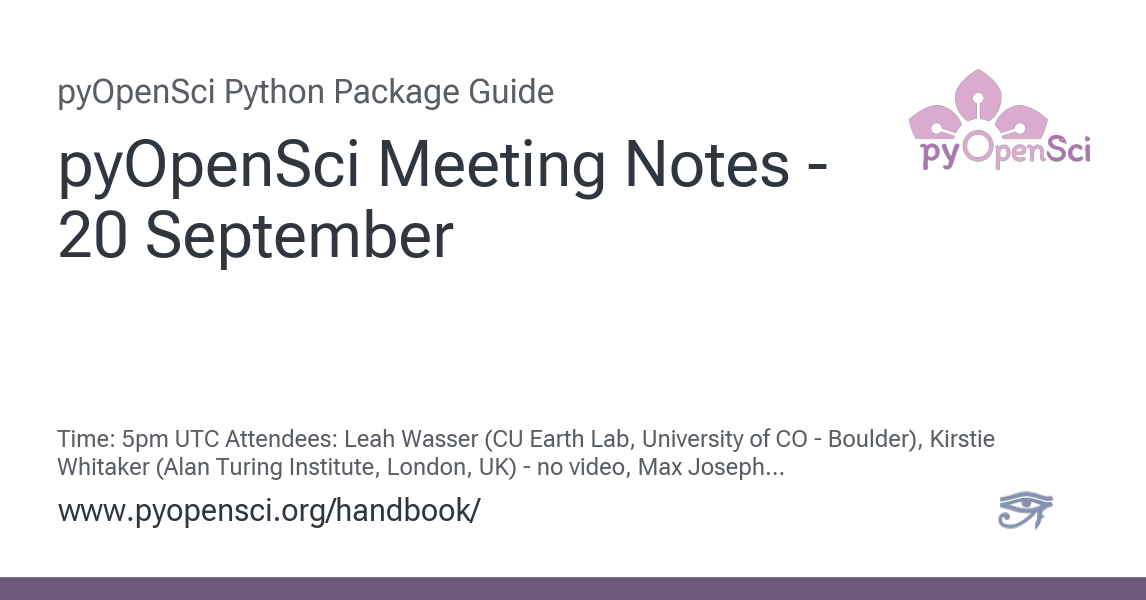 pyOpenSci Python Package Guide
pyOpenSci
pyOpenSci Meeting Notes -
20 September
Time: 5pm UTC Attendees: Leah Wasser (CU Earth Lab, University of CO - Boulder), Kirstie
Whitaker (Alan Turing Institute, London, UK) - no video, Max Joseph...
www.pyopensci.org/handbook/